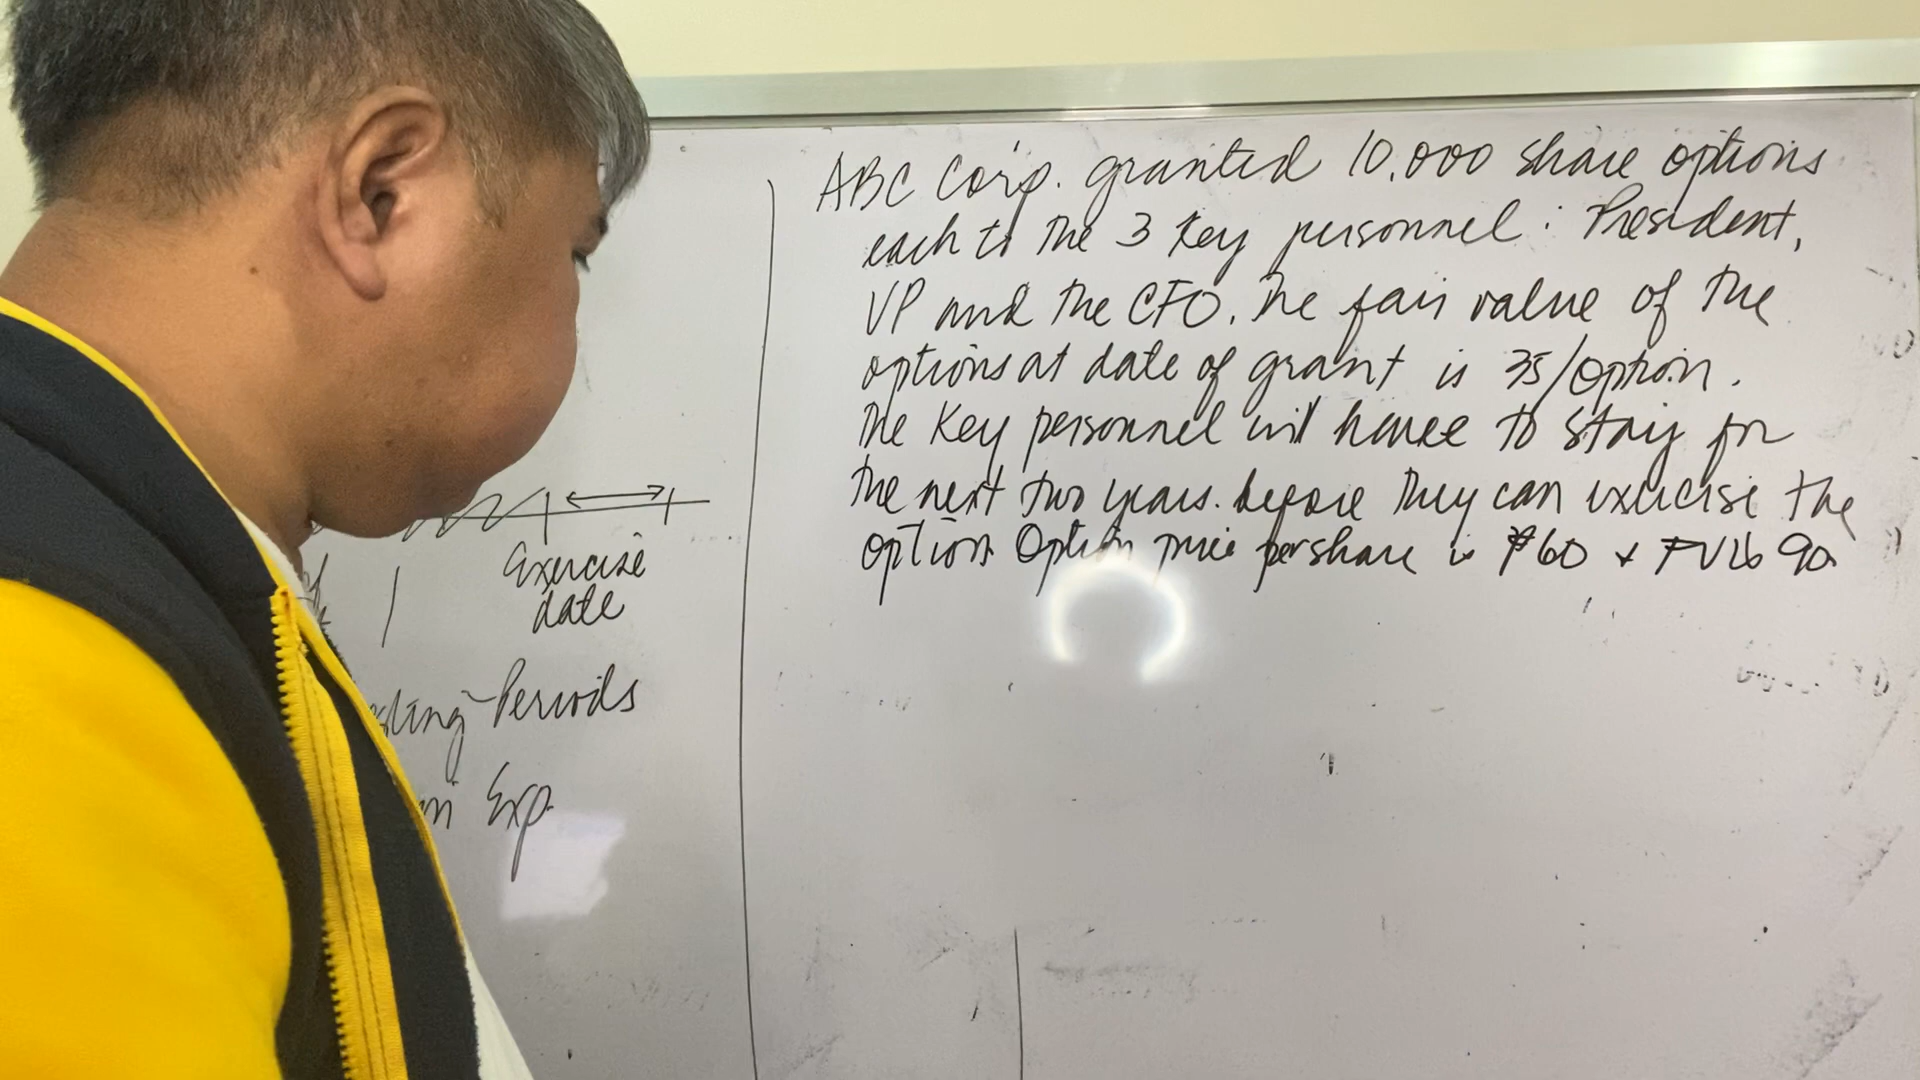 ABC Corp. granted 10,000 share options
each to the 3 Key personnel : President,
VP and the CFO. The fair value of the
options at date of grant is 35/option.
The Key personnel will have to stay for
the next two years. before they can exercise the
option. Option price per share is ₱60 & FV is 90
Exercise
date
Periods
Exp.